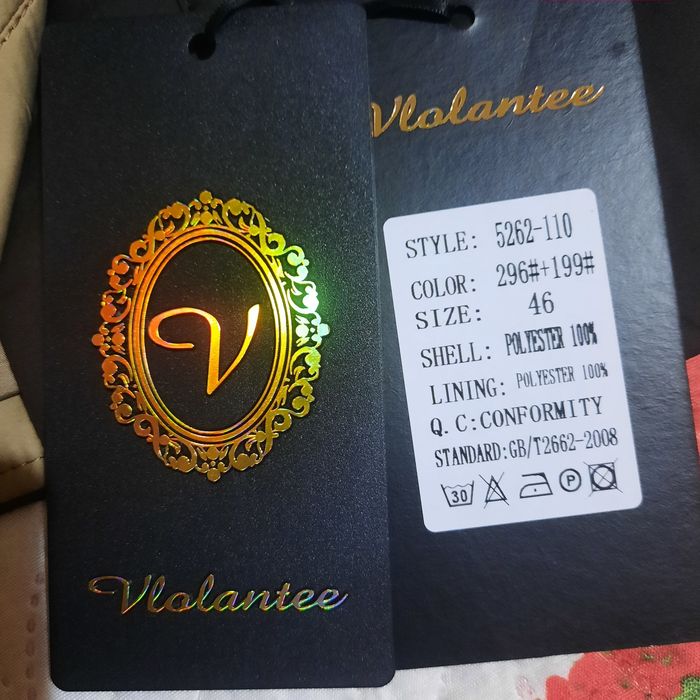 V
Vlolantee
Vlolantee
STYLE: 5262-110
COLOR: 296#+199#
SIZE: 46
SHELL: POLYESTER 100%
LINING: POLYESTER 100%
Q.C:CONFORMITY
STANDARD:GB/T2662-2008
30 P